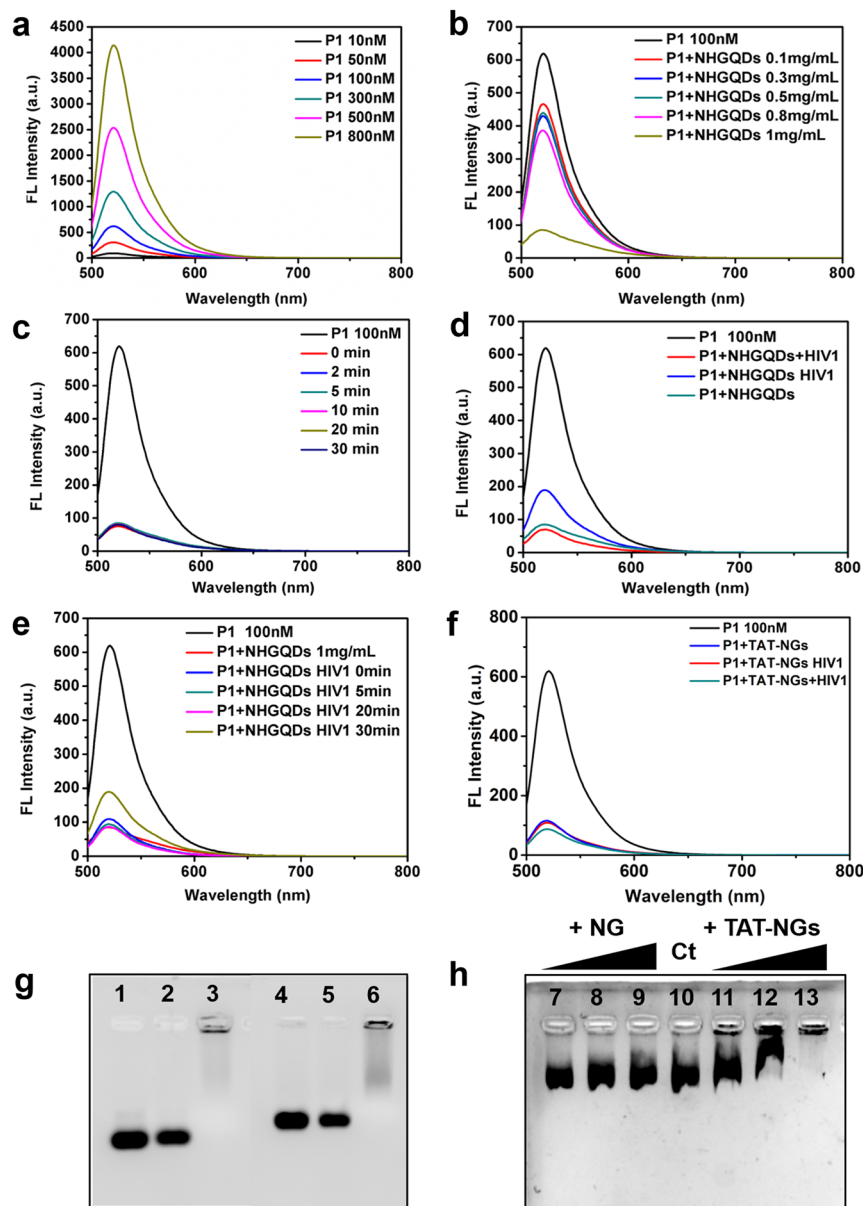 a
4500
4000
3500
3000
2500
2000
1500
1250
1000
750
500
250
0
500 600 700 800
FL Intensity (a.u.)
Wavelength (nm)
P1 10nM
P1 50nM
P1 100nM
P1 300nM
P1 500nM
P1 800nM
b
700
600
500
400
300
200
100
0
500 600 700 800
FL Intensity (a.u.)
Wavelength (nm)
P1 100nM
P1+NHGQDs 0.1mg/mL
P1+NHGQDs 0.3mg/mL
P1+NHGQDs 0.5mg/mL
P1+NHGQDs 0.8mg/mL
P1+NHGQDs 1mg/mL
c
700
600
500
400
300
200
100
0
500 600 700 800
FL Intensity (a.u.)
Wavelength (nm)
P1 100nM
0 min
2 min
5 min
10 min
20 min
30 min
d
700
600
500
400
300
200
100
0
500 600 700 800
FL Intensity (a.u.)
Wavelength (nm)
P1 100nM
P1+NHGQDs+HIV1
P1+NHGQDs HIV1
P1+NHGQDs
e
700
600
500
400
300
200
100
0
500 600 700 800
FL Intensity (a.u.)
Wavelength (nm)
P1 100nM
P1+NHGQDs 1mg/mL
P1+NHGQDs HIV1 0min
P1+NHGQDs HIV1 5min
P1+NHGQDs HIV1 20min
P1+NHGQDs HIV1 30min
f
800
600
400
200
0
500 600 700 800
FL Intensity (a.u.)
Wavelength (nm)
P1 100nM
P1+TAT-NGs
P1+TAT-NGs HIV1
P1+TAT-NGs+HIV1
g
1 2 3 4 5 6
h
+ NG Ct + TAT-NGs
7 8 9 10 11 12 13